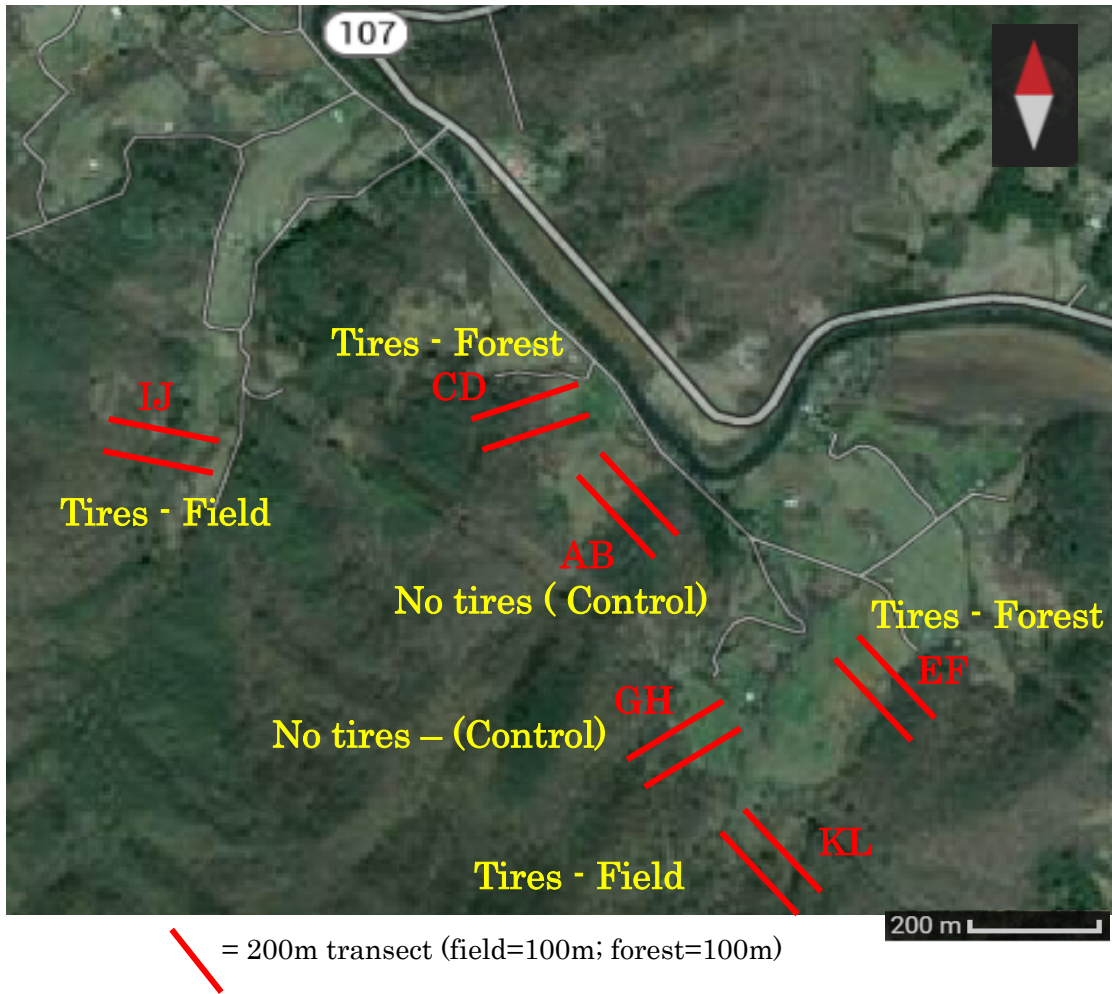 107
Tires - Forest
CD
IJ
Tires - Field
AB
No tires ( Control)
Tires - Forest
EF
GH
No tires – (Control)
KL
Tires - Field
200 m
= 200m transect (field=100m; forest=100m)